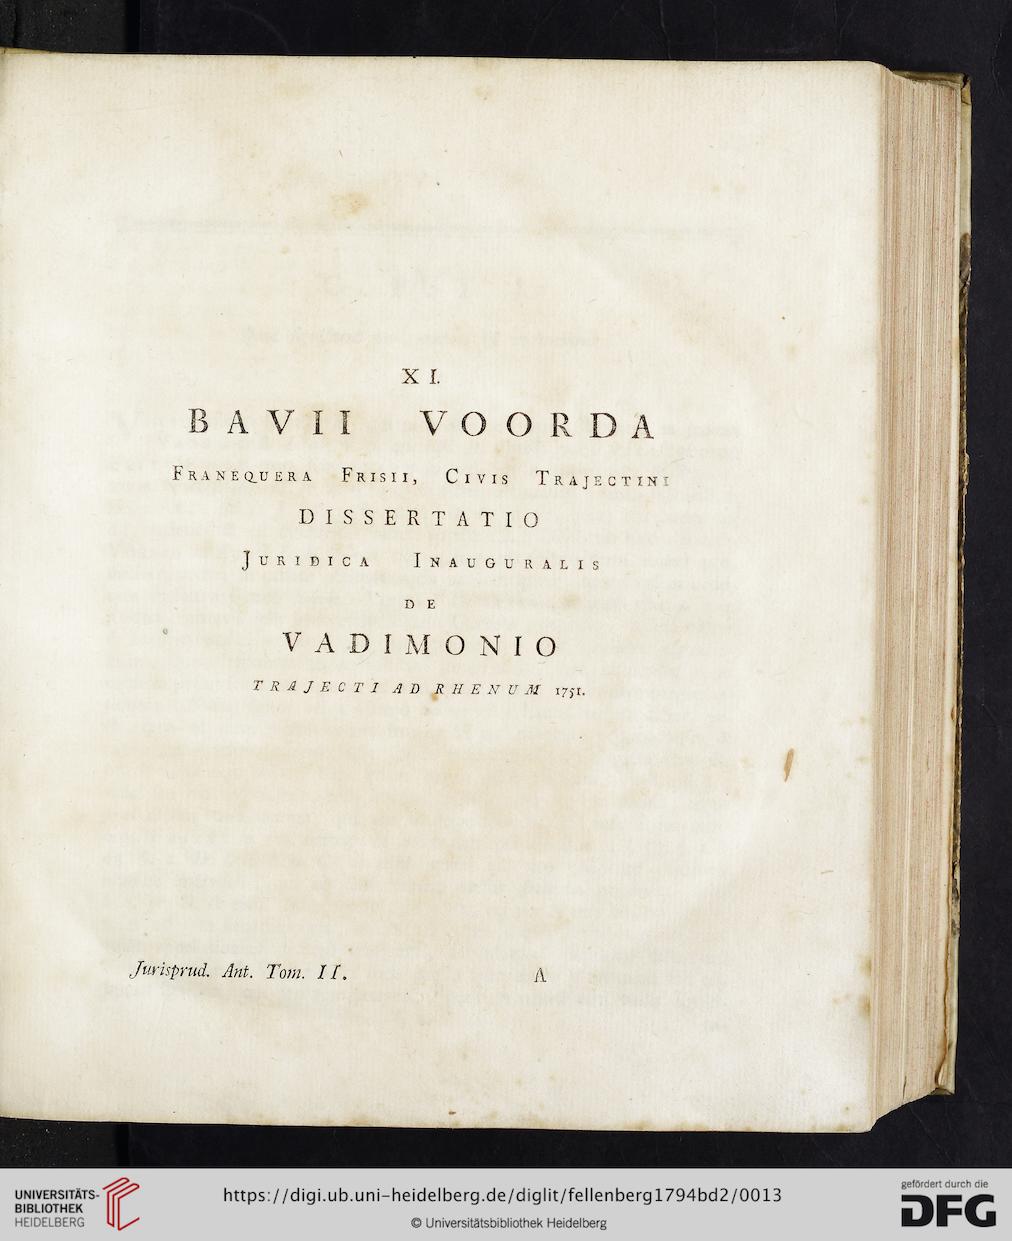 XI.
BAVII VOORDA
FRANEQUERA FRISII, CIVIS TRAJECTINI
DISSERTATIO
JURIDICA INAUGURALIS
DE
VADIMONIO
TRAJECTI AD RHENUM 1751.
Jurisprud. Ant. Tom. II. A
UNIVERSITÄTS-
BIBLIOTHEK
HEIDELBERG
https://digi.ub.uni-heidelberg.de/diglit/fellenberg1794bd2/0013
© Universitätsbibliothek Heidelberg
gefördert durch die
DFG